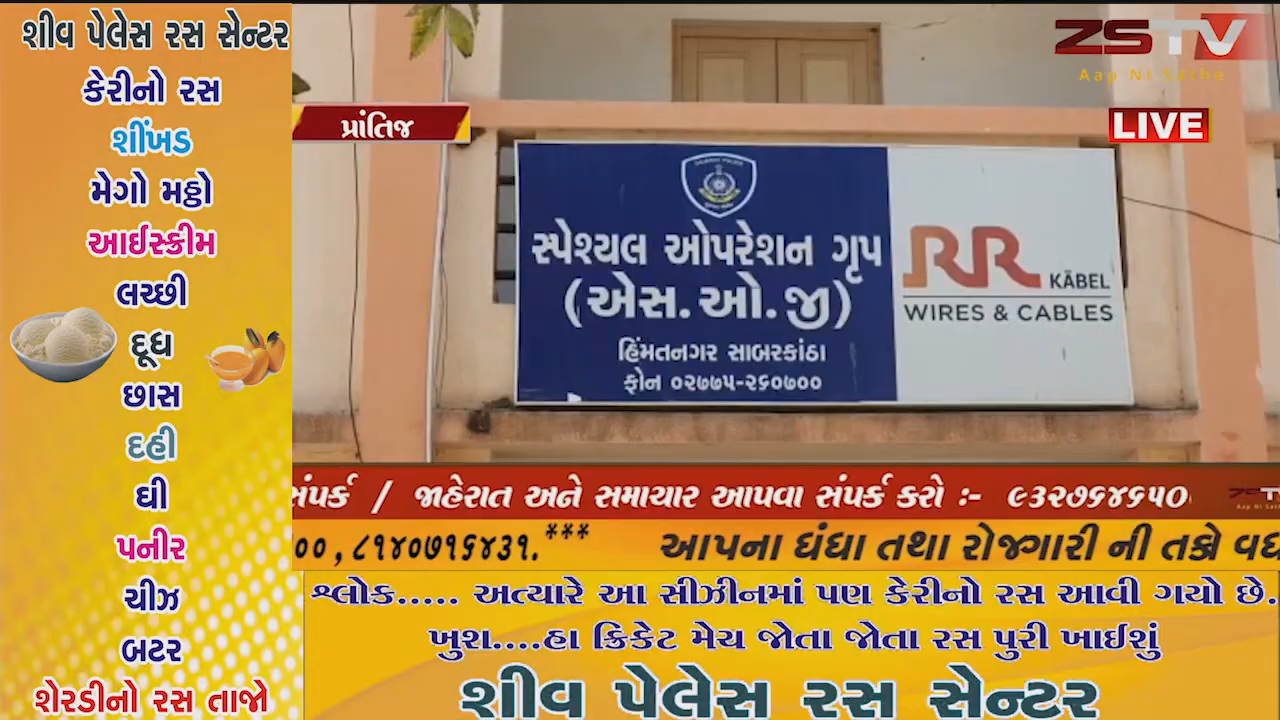 શીવ પેલેસ રસ સેન્ટર
કેરીનો રસ
શીંખડ
મેગો મઠ્ઠો
આઈસ્ક્રીમ
લચ્છી
દૂધ
છાસ
દહી
ઘી
પનીર
ચીઝ
બટર
શેરડીનો રસ તાજો
ZSTV
Aap Ni Sathe
પ્રાંતિજ
LIVE
સ્પેશ્યલ ઓપરેશન ગૃપ
(એસ.ઓ.જી)
હિંમતનગર સાબરકાંઠા
ફોન ૦૨૭૭૫-૨૬૦૭૦૦
RR KĀBEL
WIRES & CABLES
સંપર્ક / જાહેરાત અને સમાચાર આપવા સંપર્ક કરો :- ૯૩૨૭૬૪૬૫૦
૦૦,૮૧૪૦૭૧૬૪૩૧.*** આપના ધંધા તથા રોજગારી ની તકો
શ્લોક..... અત્યારે આ સીઝીનમાં પણ કેરીનો રસ આવી ગયો છે.
ખુશ....હા ક્રિકેટ મેચ જોતા જોતા રસ પુરી ખાઈશું
શીવ પેલેસ રસ સેન્ટર